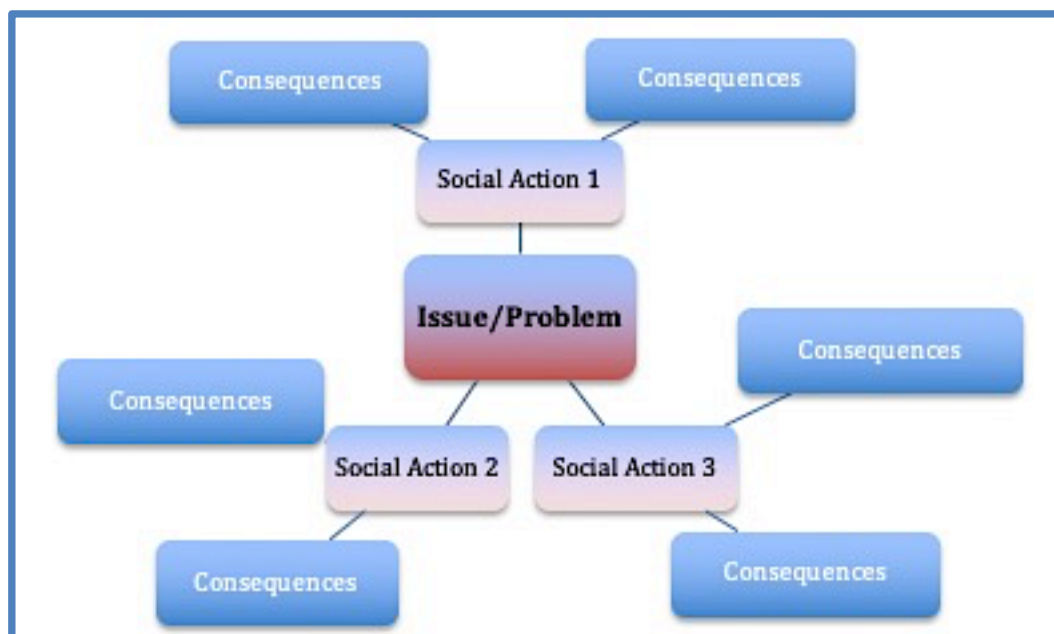 Consequences
Consequences
Social Action 1
Issue/Problem
Consequences
Consequences
Social Action 2
Social Action 3
Consequences
Consequences